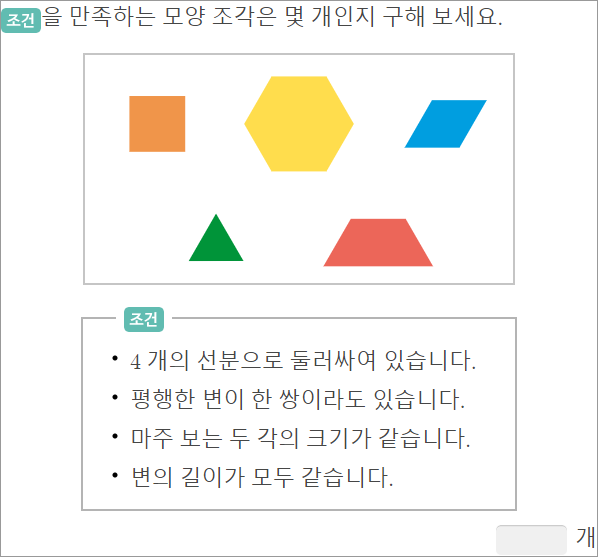 조건을 만족하는 모양 조각은 몇 개인지 구해 보세요.
조건
• 4 개의 선분으로 둘러싸여 있습니다.
• 평행한 변이 한 쌍이라도 있습니다.
• 마주 보는 두 각의 크기가 같습니다.
• 변의 길이가 모두 같습니다.
개